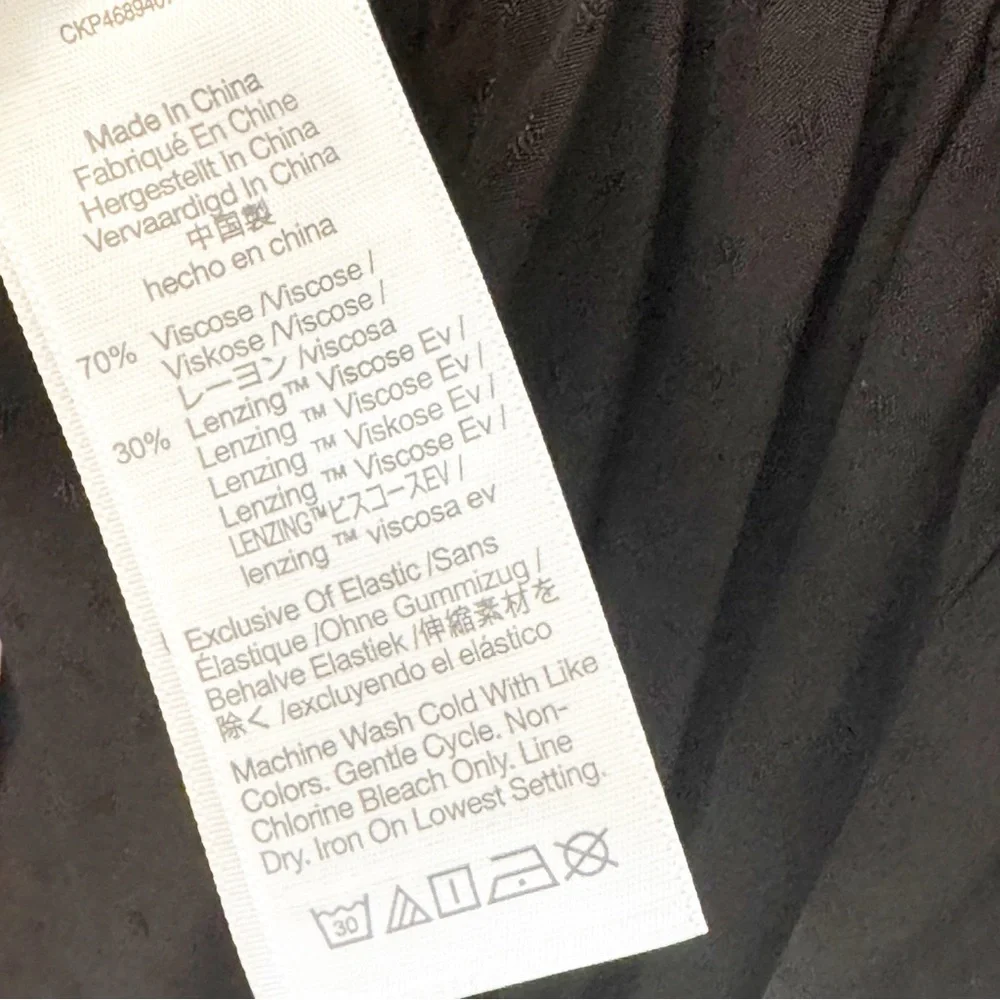 Made In China
Fabriqué En Chine
Hergestellt In China
Vervaardigd In China
中国製
hecho en china
70% Viscose /Viscose /
Viskose /Viscose /
レーヨン /viscosa
30% Lenzing™ Viscose Ev /
Lenzing ™ Viscose Ev /
Lenzing ™ Viskose Ev /
Lenzing ™ Viscose Ev /
LENZING™ビスコースEV /
lenzing ™ viscosa ev
Exclusive Of Elastic /Sans
Élastique /Ohne Gummizug /
Behalve Elastiek /伸縮素材を
除く /excluyendo el elástico
Machine Wash Cold With Like
Colors. Gentle Cycle. Non-
Chlorine Bleach Only. Line
Dry. Iron On Lowest Setting.
30